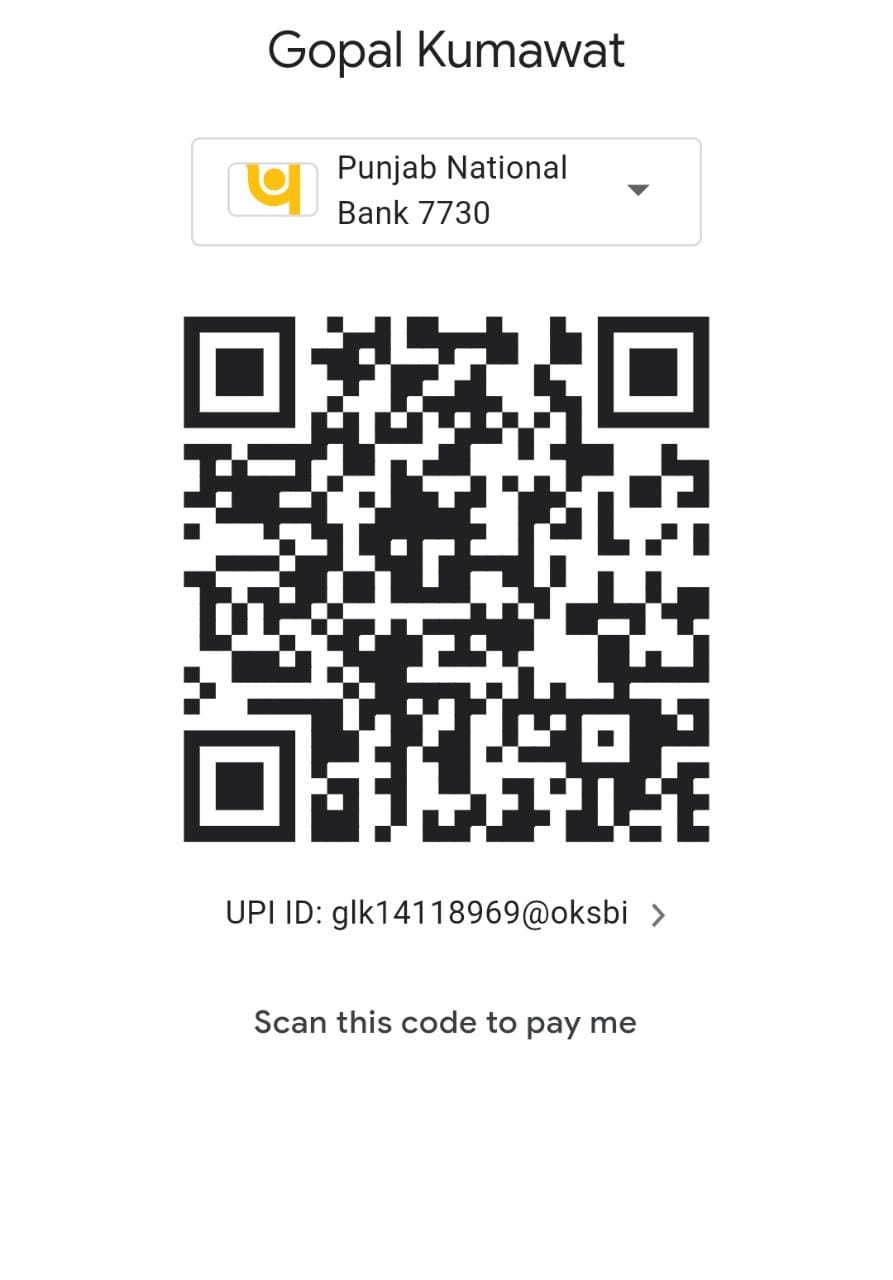 Gopal Kumawat
Punjab National
Bank 7730
UPI ID: glk14118969@oksbi
Scan this code to pay me